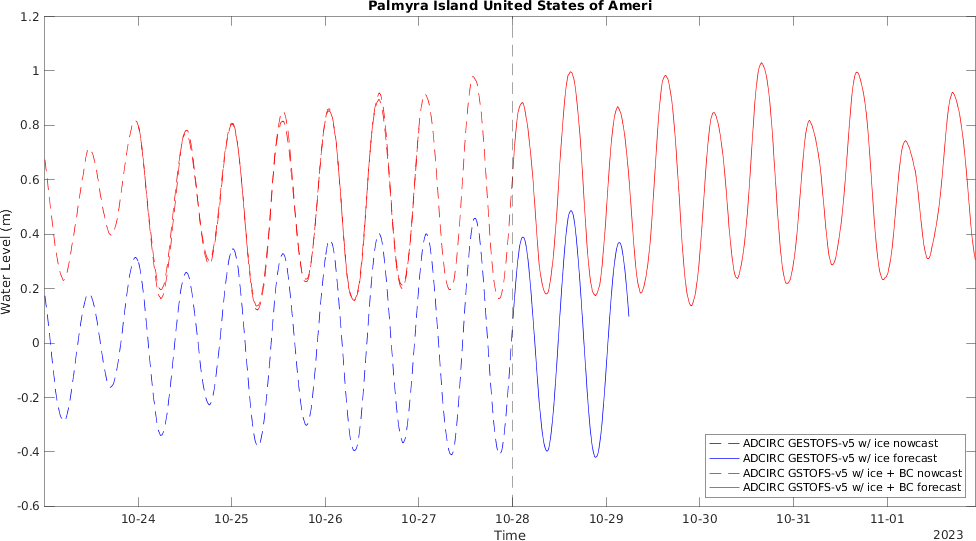 Palmyra Island United States of Ameri
1.2
1
0.8
0.6
0.4
0.2
0
-0.2
-0.4
-0.6
Water Level (m)
ADCIRC GESTOFS-v5 w/ ice nowcast
ADCIRC GESTOFS-v5 w/ ice forecast
ADCIRC GSTOFS-v5 w/ ice + BC nowcast
ADCIRC GSTOFS-v5 w/ ice + BC forecast
10-24 10-25 10-26 10-27 10-28 10-29 10-30 10-31 11-01
Time
2023